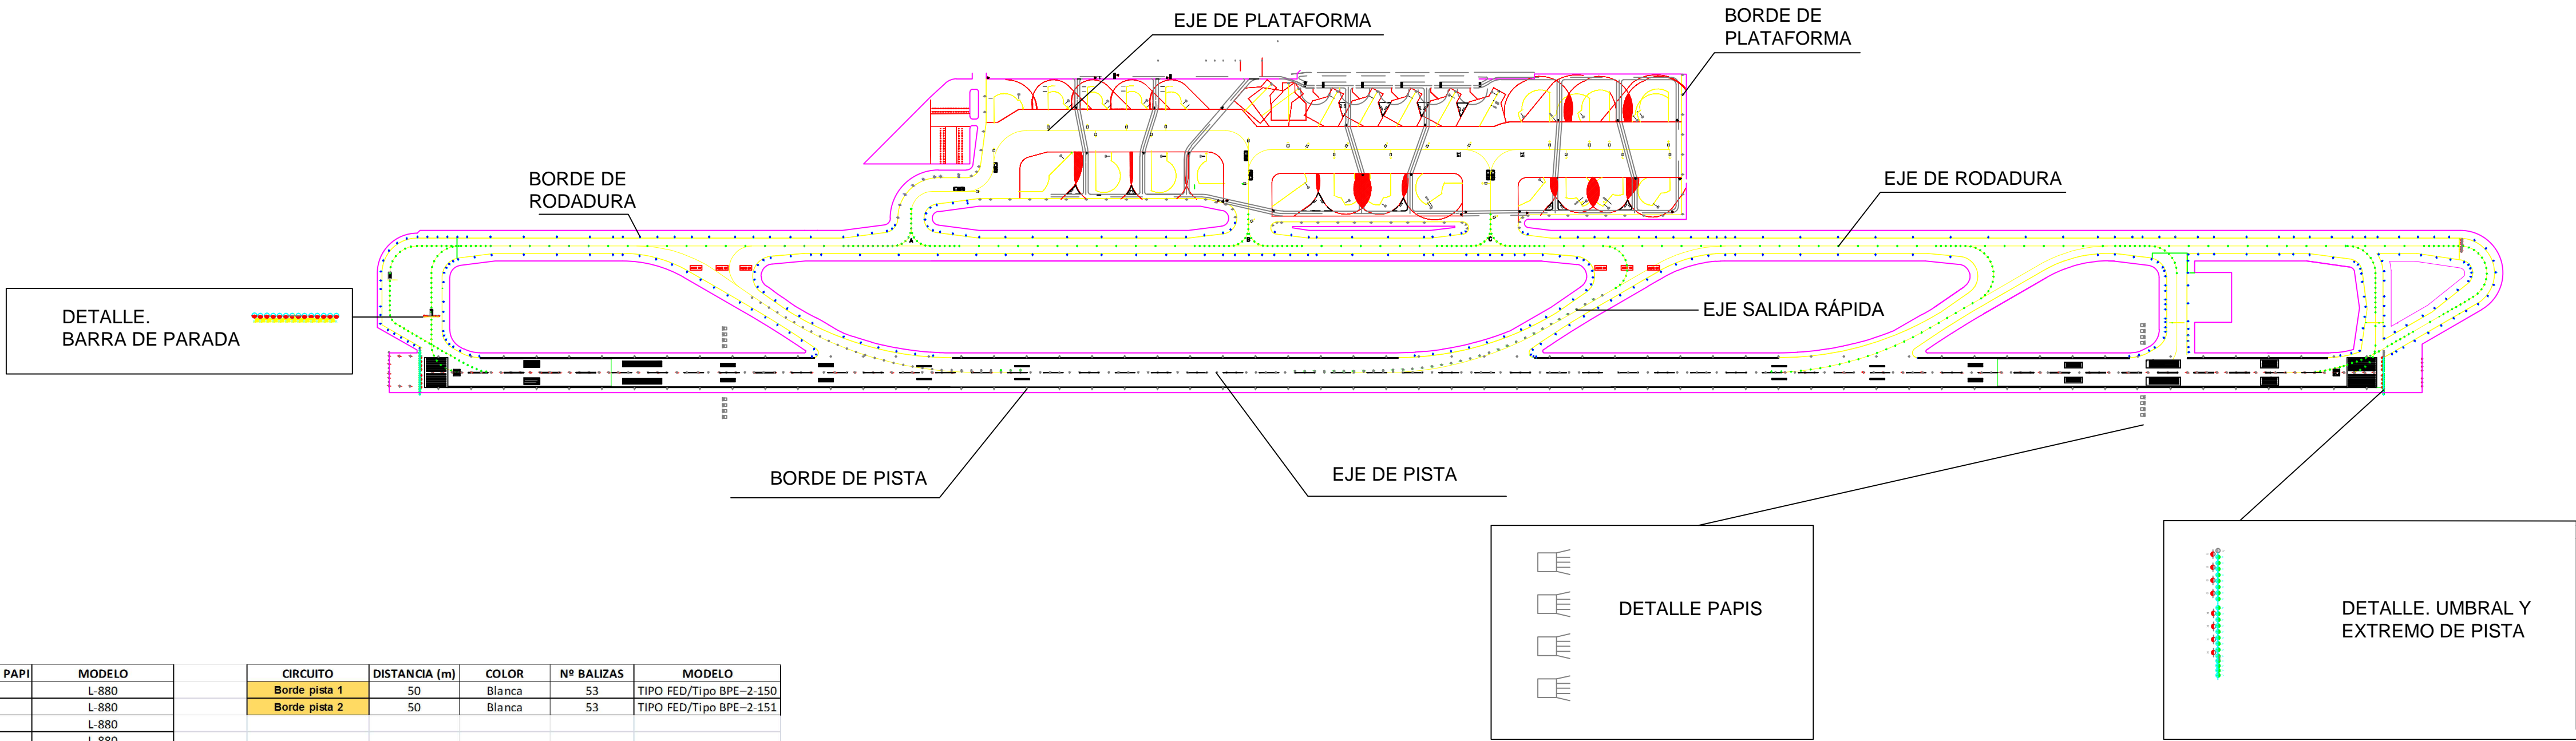 EJE DE PLATAFORMA
BORDE DE
PLATAFORMA
BORDE DE
RODADURA
EJE DE RODADURA
A
B
C
DETALLE.
BARRA DE PARADA
EJE SALIDA RÁPIDA
BORDE DE PISTA
EJE DE PISTA
DETALLE PAPIS
DETALLE. UMBRAL Y
EXTREMO DE PISTA
PAPI MODELO CIRCUITO DISTANCIA (m) COLOR Nº BALIZAS MODELO
L-880 Borde pista 1 50 Blanca 53 TIPO FED/Tipo BPE-2-150
L-880 Borde pista 2 50 Blanca 53 TIPO FED/Tipo BPE-2-151
L-880
L-880